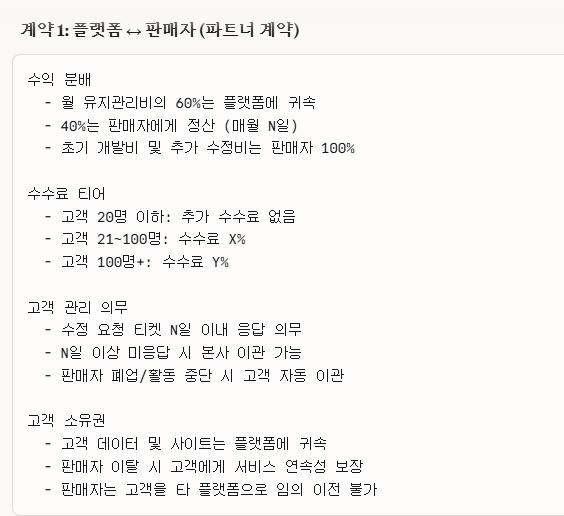 계약 1: 플랫폼 ↔ 판매자 (파트너 계약)
수익 분배
- 월 유지관리비의 60%는 플랫폼에 귀속
- 40%는 판매자에게 정산 (매월 N일)
- 초기 개발비 및 추가 수정비는 판매자 100%
수수료 티어
- 고객 20명 이하: 추가 수수료 없음
- 고객 21~100명: 수수료 X%
- 고객 100명+: 수수료 Y%
고객 관리 의무
- 수정 요청 티켓 N일 이내 응답 의무
- N일 이상 미응답 시 본사 이관 가능
- 판매자 폐업/활동 중단 시 고객 자동 이관
고객 소유권
- 고객 데이터 및 사이트는 플랫폼에 귀속
- 판매자 이탈 시 고객에게 서비스 연속성 보장
- 판매자는 고객을 타 플랫폼으로 임의 이전 불가